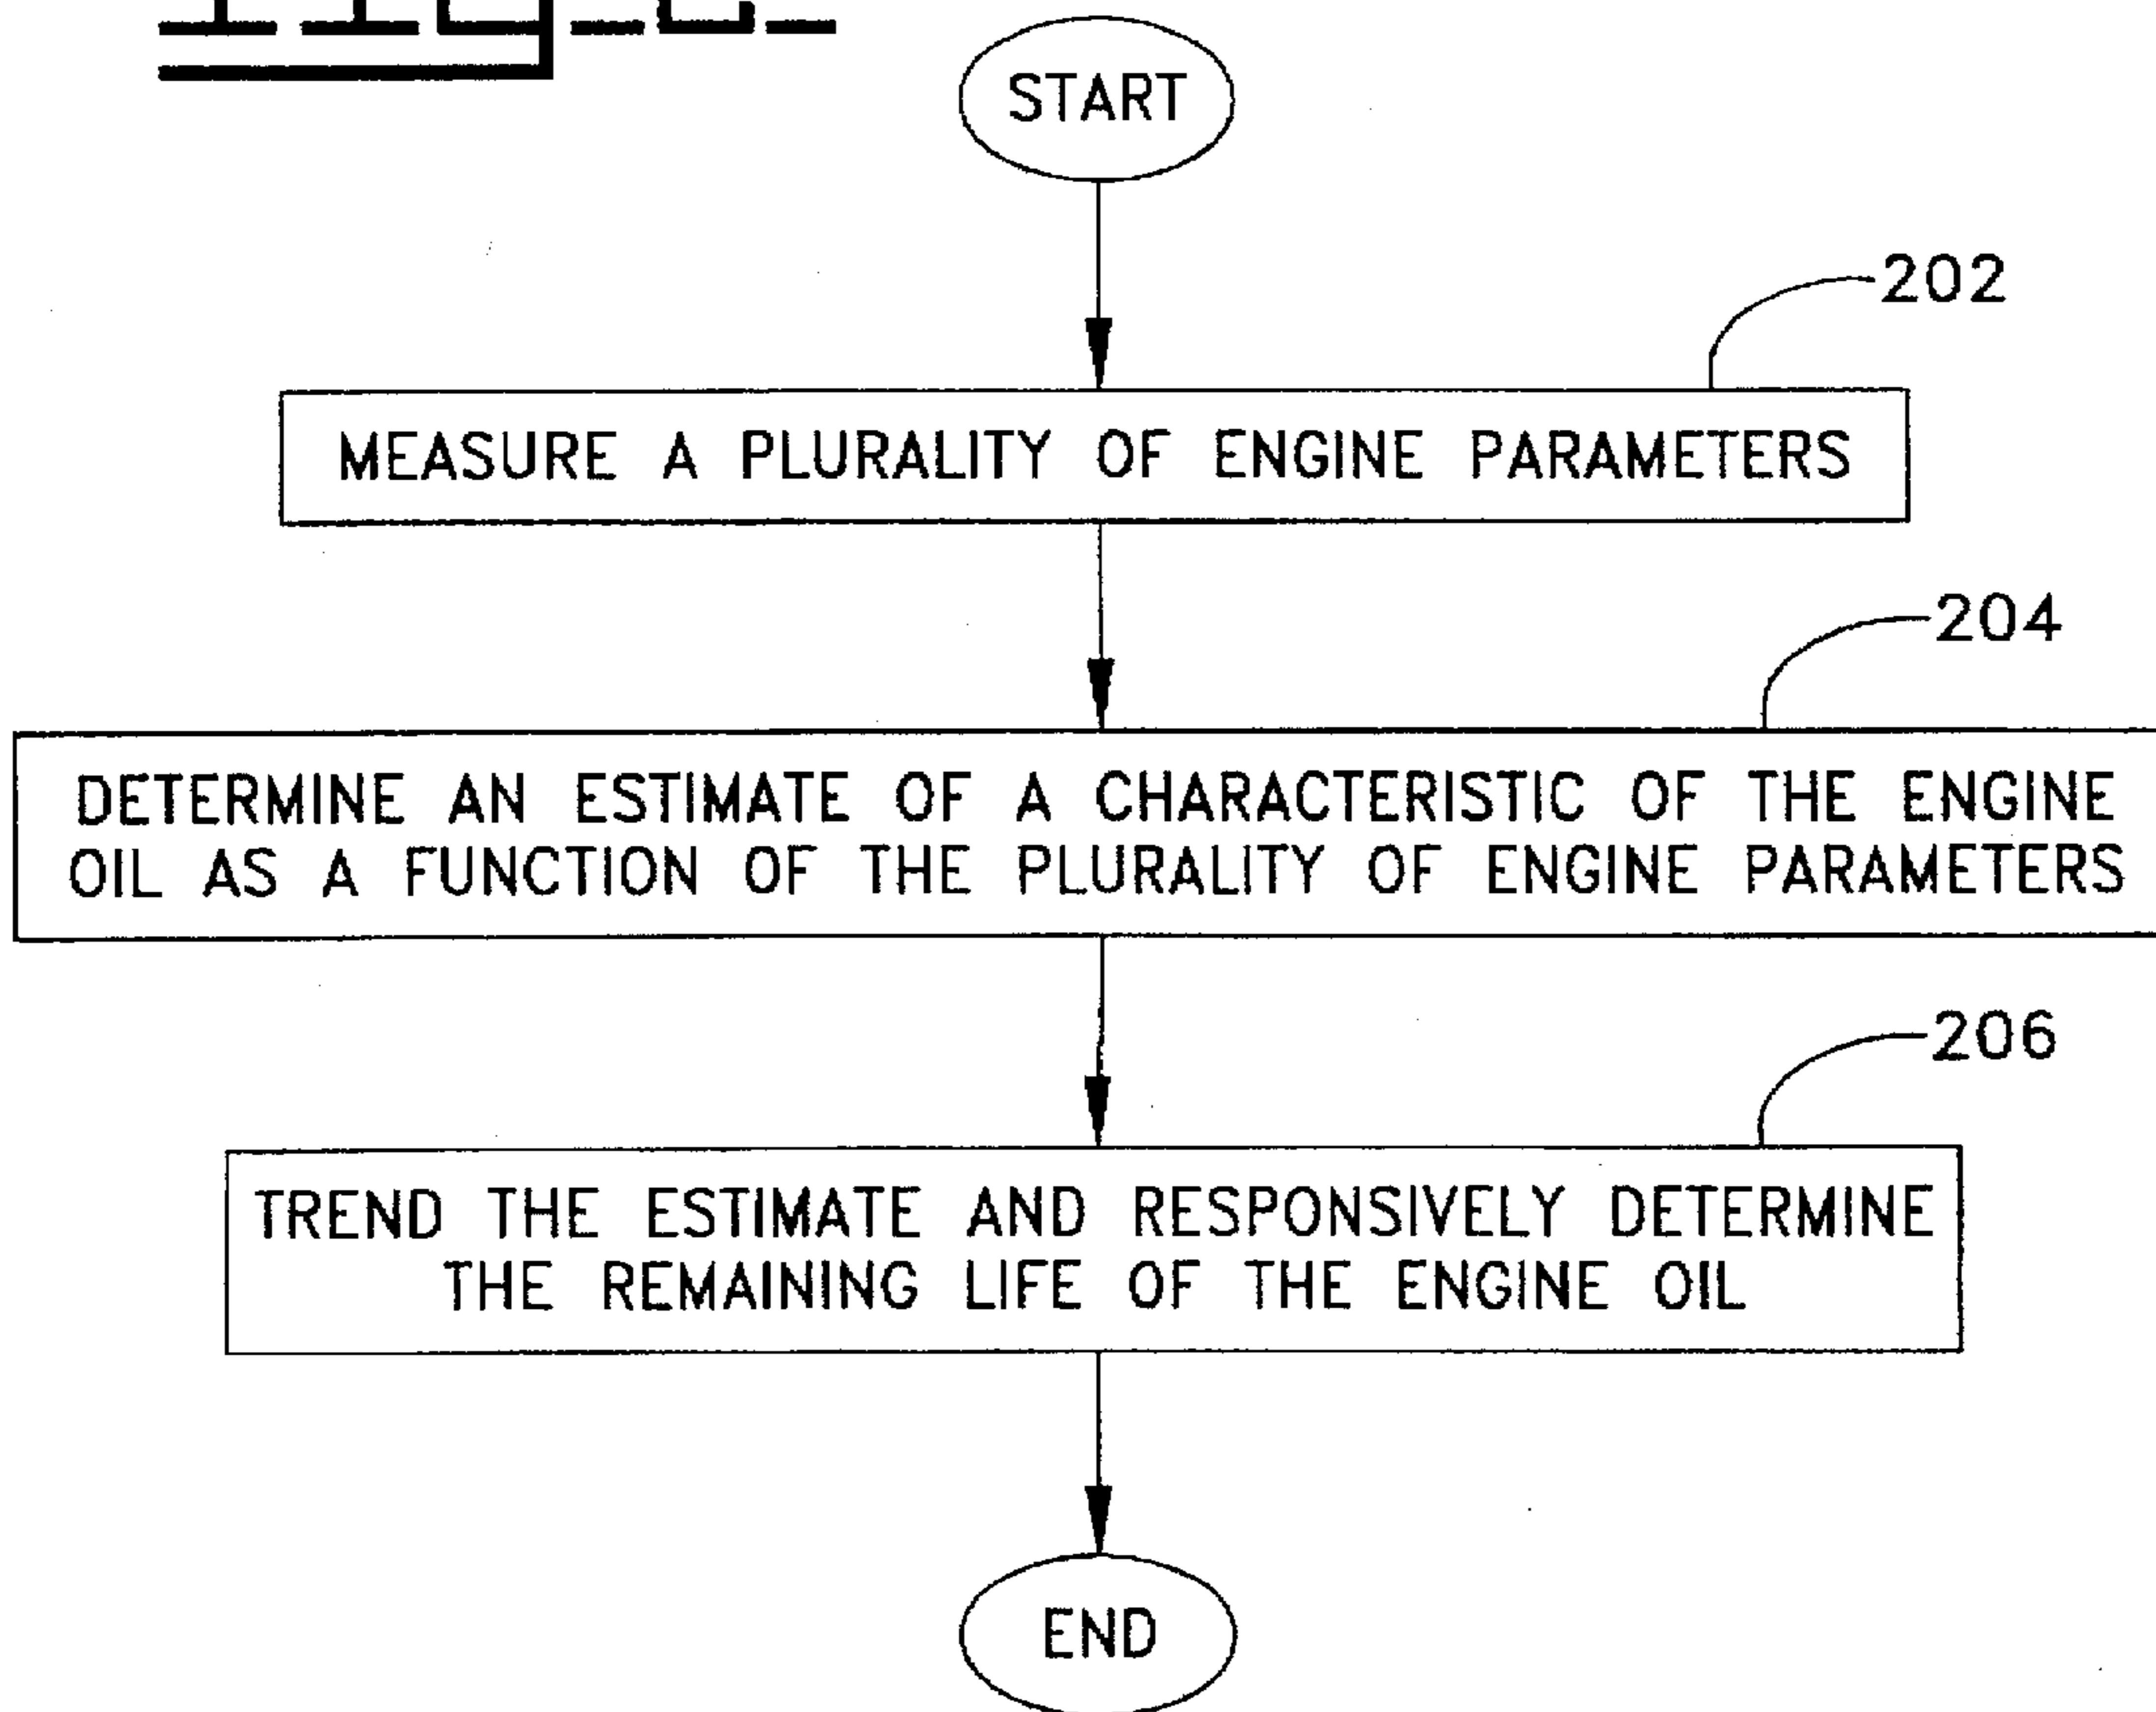 START
202
MEASURE A PLURALITY OF ENGINE PARAMETERS
204
DETERMINE AN ESTIMATE OF A CHARACTERISTIC OF THE ENGINE
OIL AS A FUNCTION OF THE PLURALITY OF ENGINE PARAMETERS
206
TREND THE ESTIMATE AND RESPONSIVELY DETERMINE
THE REMAINING LIFE OF THE ENGINE OIL
END